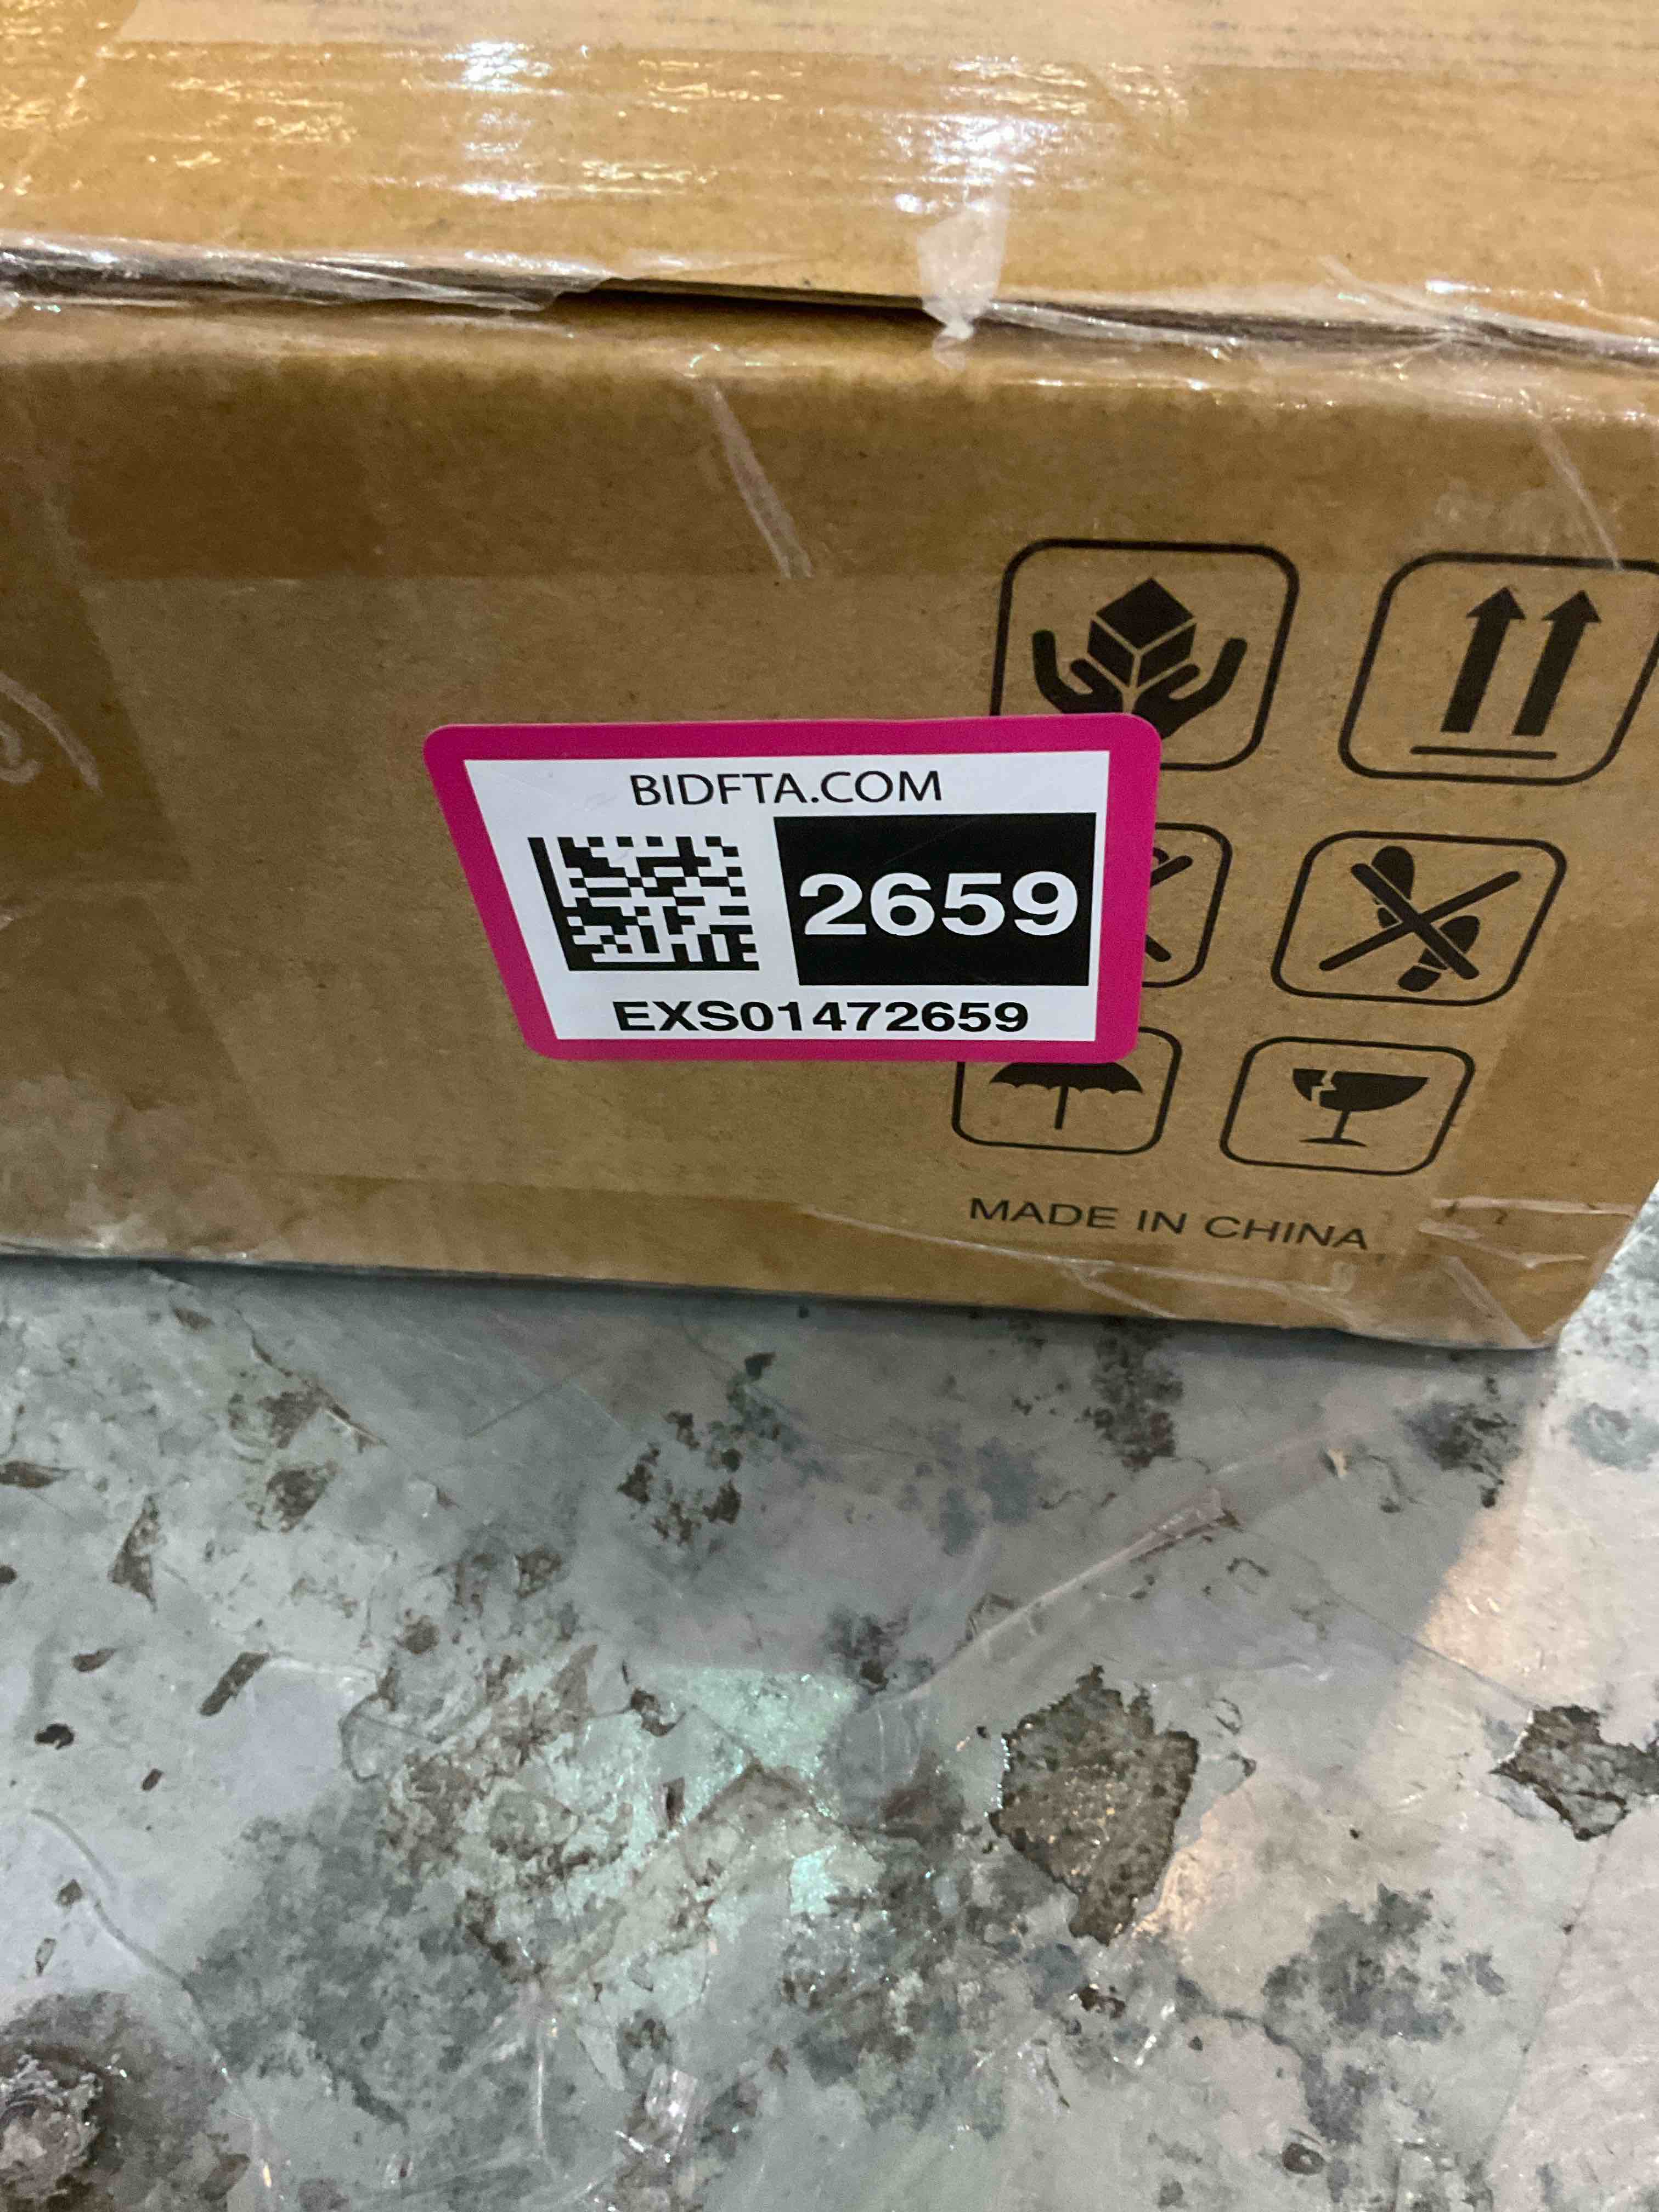 BIDFTA.COM
2659
EXS01472659
MADE IN CHINA